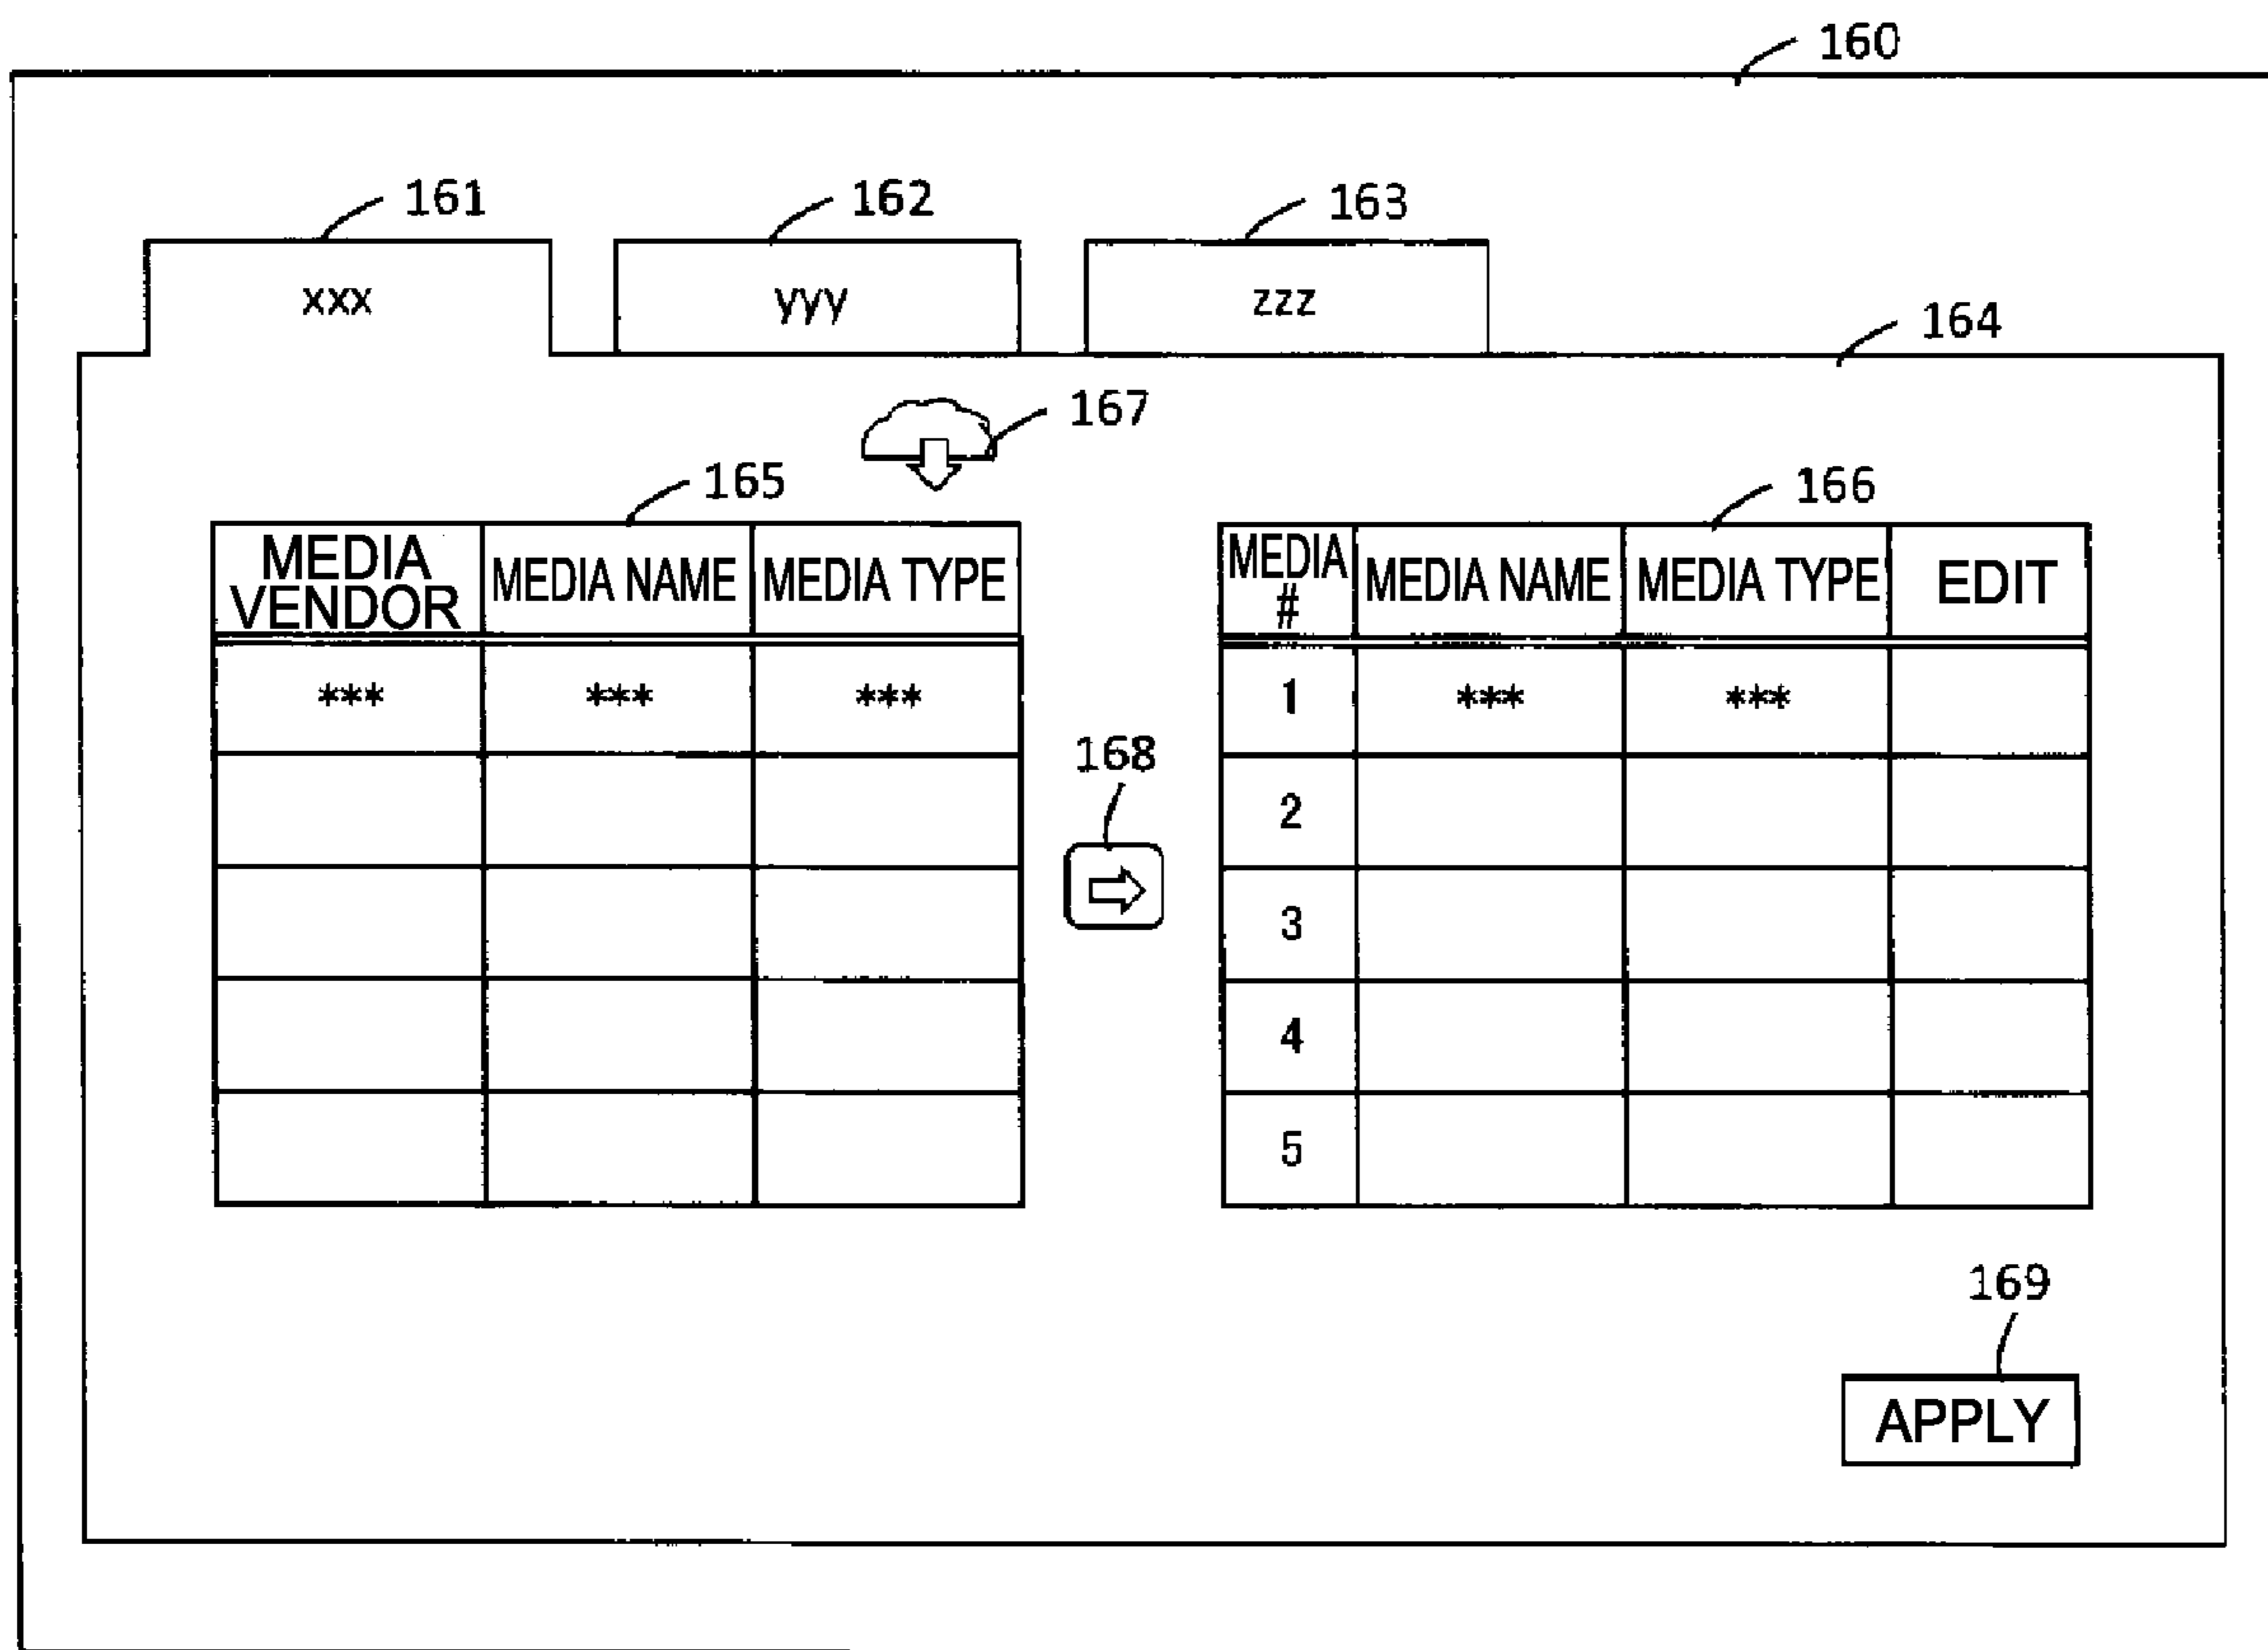 160
161
162
163
xxx
yyy
zzz
164
167
165
166
MEDIA
VENDOR
MEDIA NAME
MEDIA TYPE
MEDIA
#
MEDIA NAME
MEDIA TYPE
EDIT
***
***
***
1
***
***
168
2
3
4
5
169
APPLY